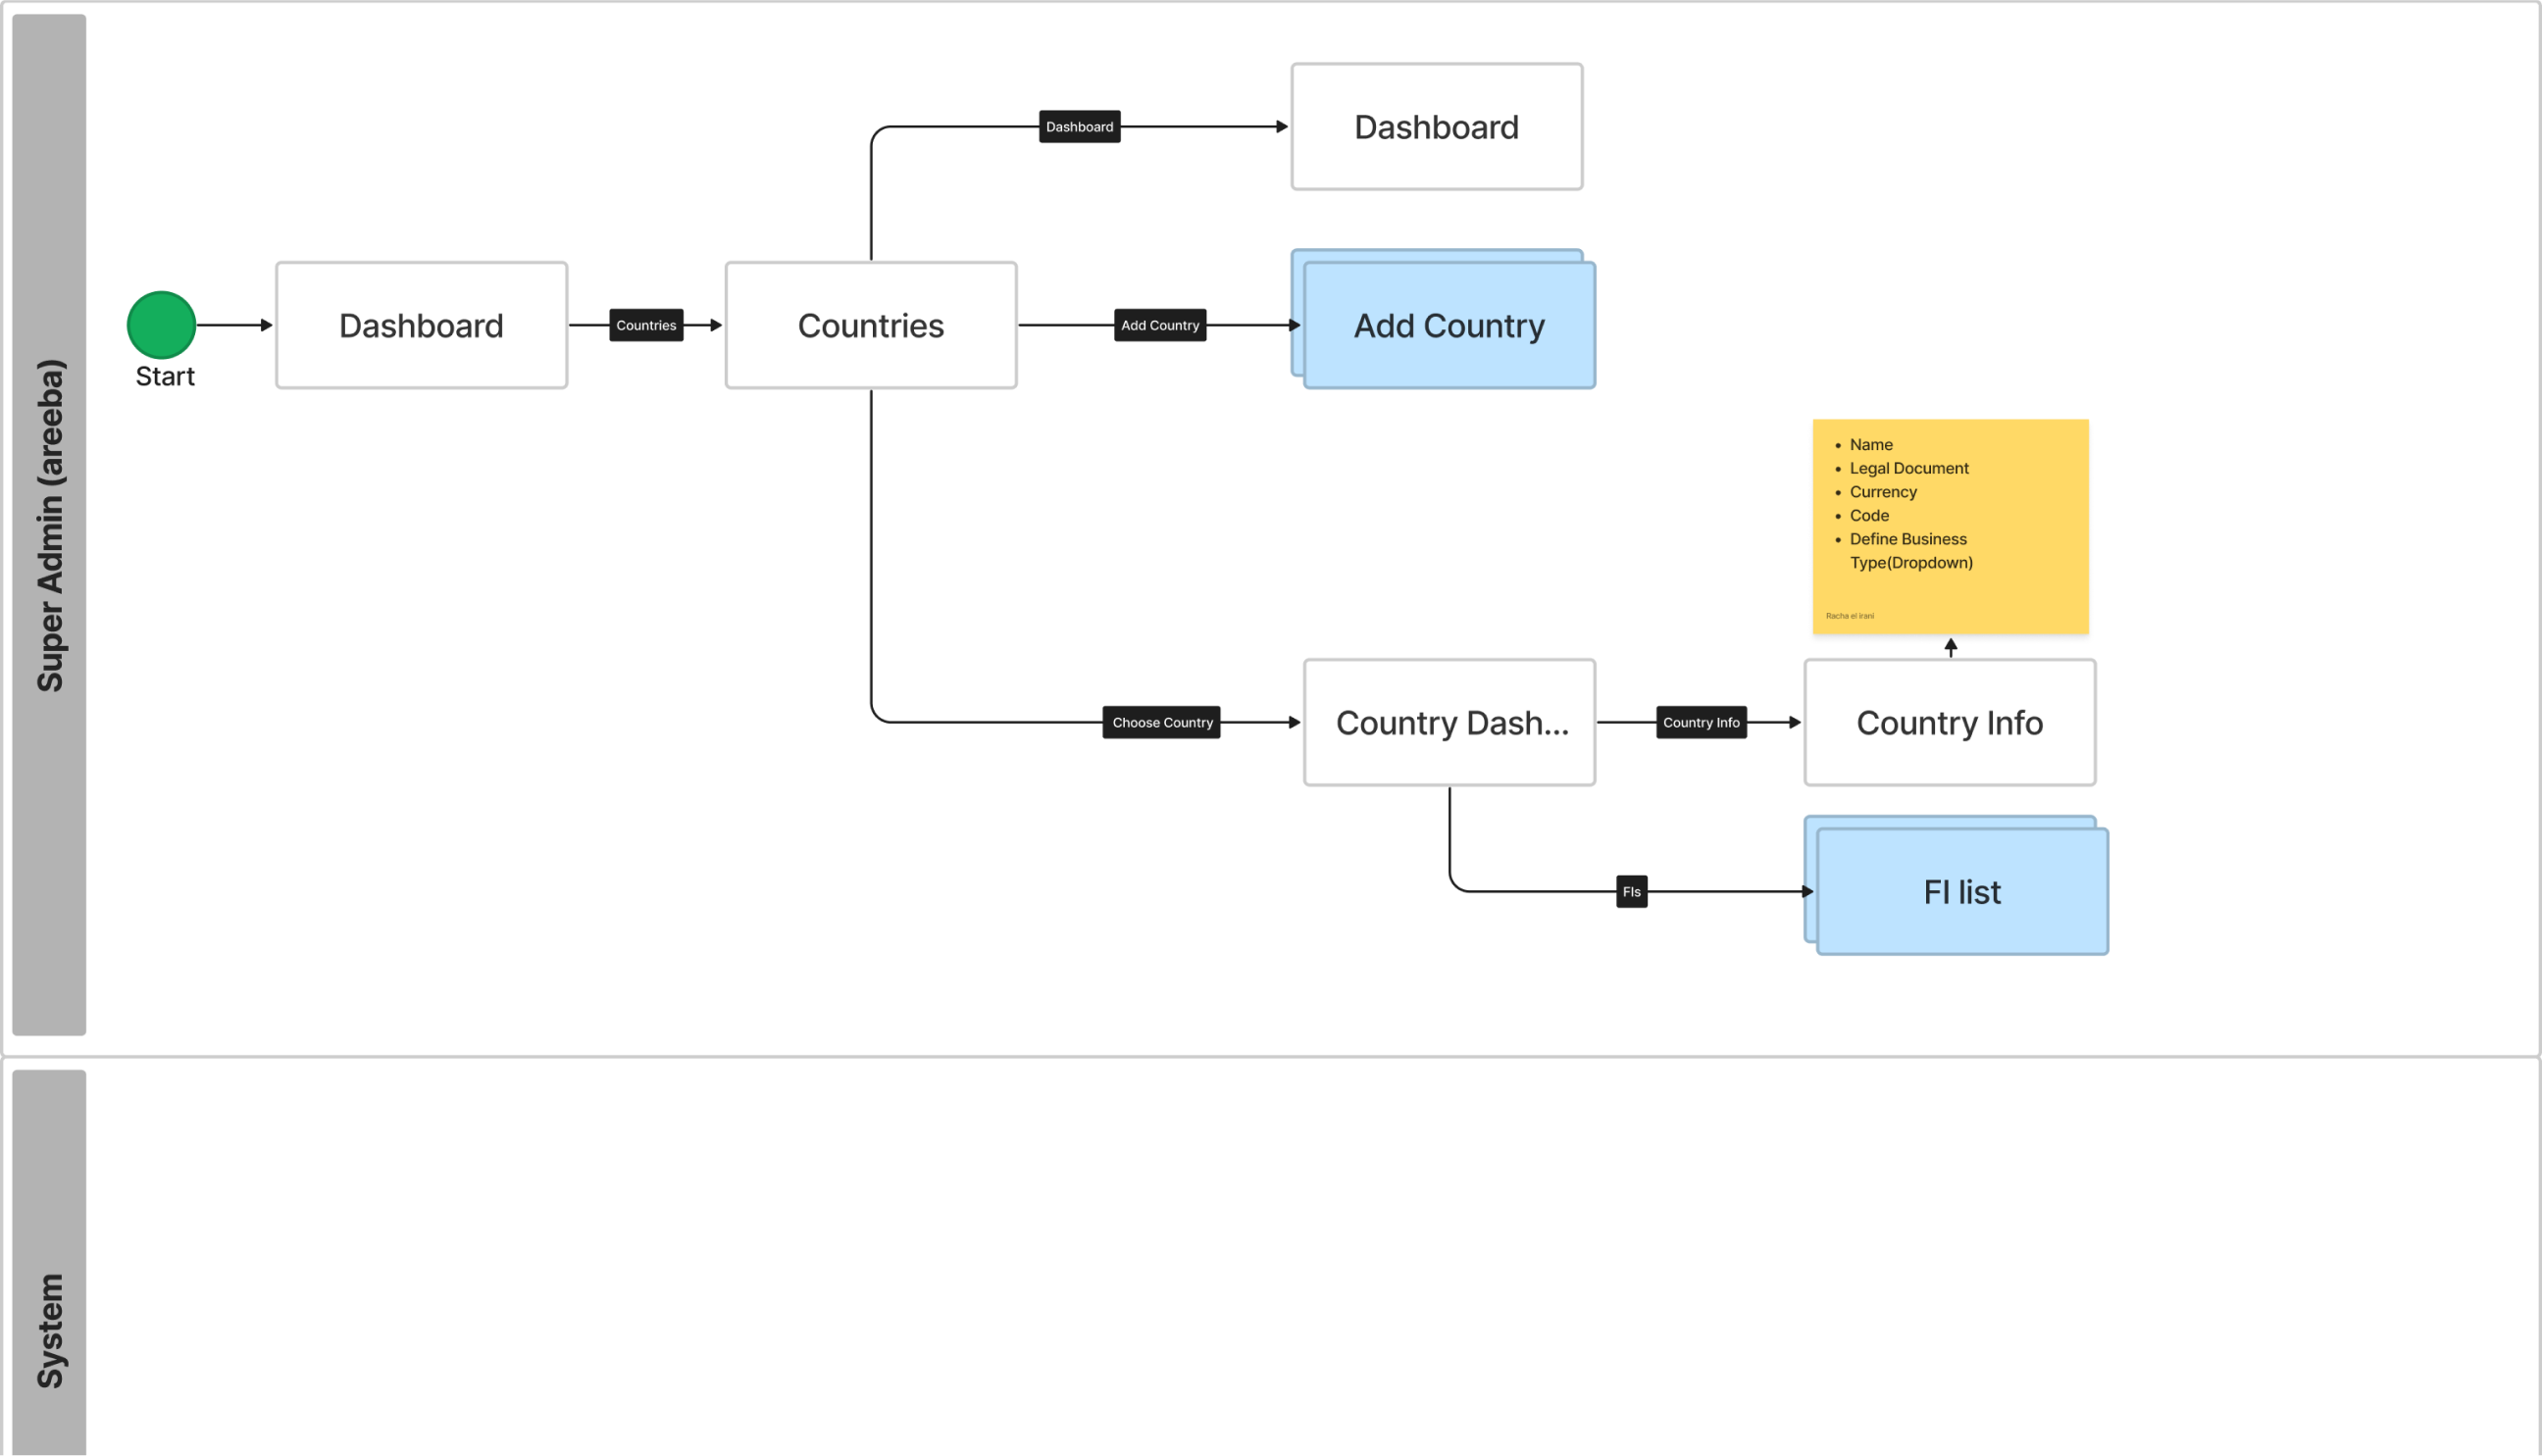 Super Admin (areeba)
Dashboard
Dashboard
Start
Dashboard
Countries
Countries
Add Country
Add Country
• Name
• Legal Document
• Currency
• Code
• Define Business
Type(Dropdown)
Racha el irani
Choose Country
Country Dash...
Country Info
Country Info
FIs
FI list
System